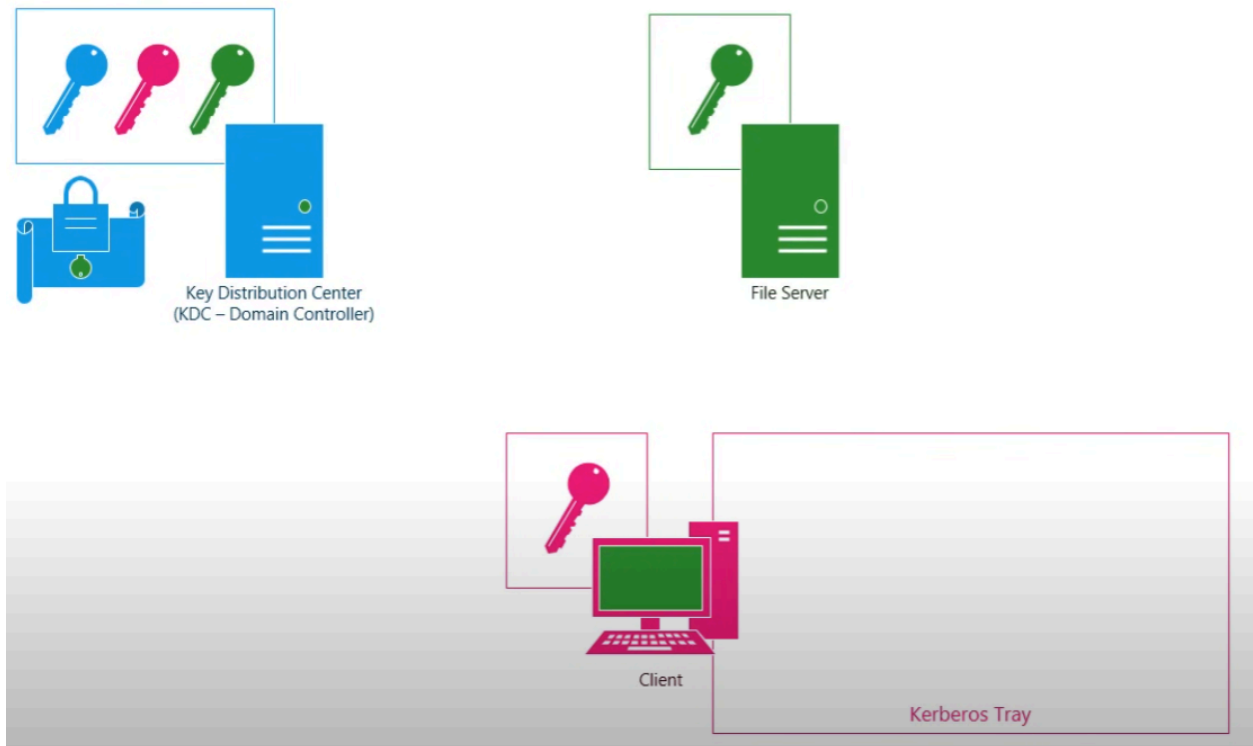 Key Distribution Center
(KDC – Domain Controller)
File Server
Client
Kerberos Tray